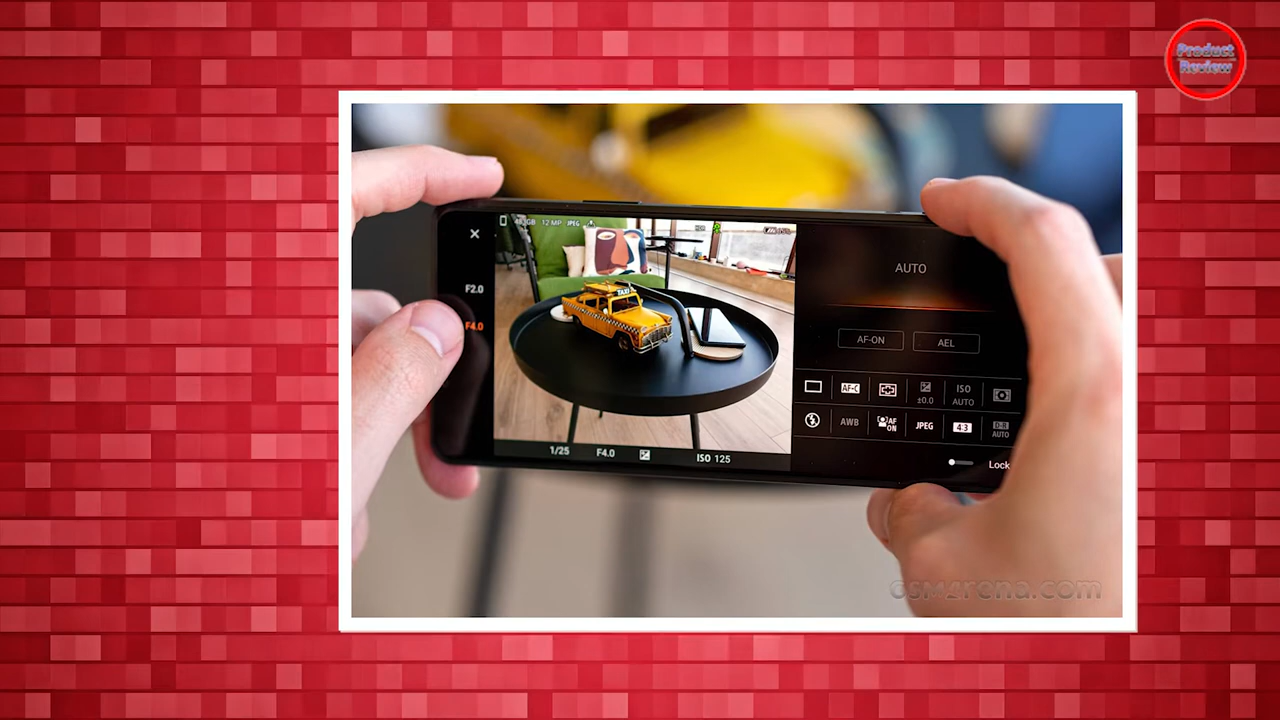 Product
Review
12 MP JPEG
F2.0
F4.0
TAXI
AUTO
AF-ON AEL
AF-C
±0.0
ISO
AUTO
AWB
AF
ON
JPEG
4:3
D-R
AUTO
1/25 F4.0 ISO 125
Lock
GSMArena.com